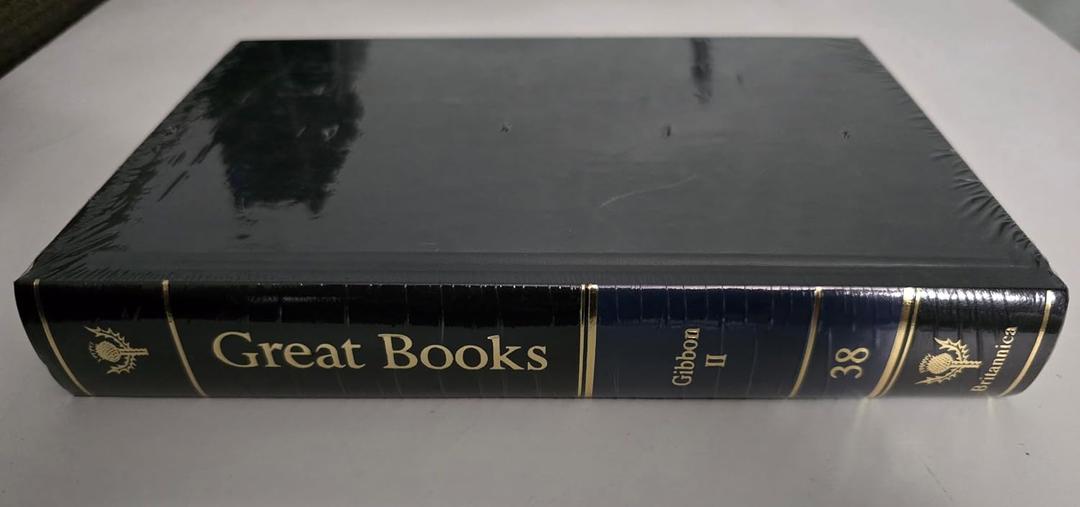 Great Books
Gibbon
II
38
Britannica